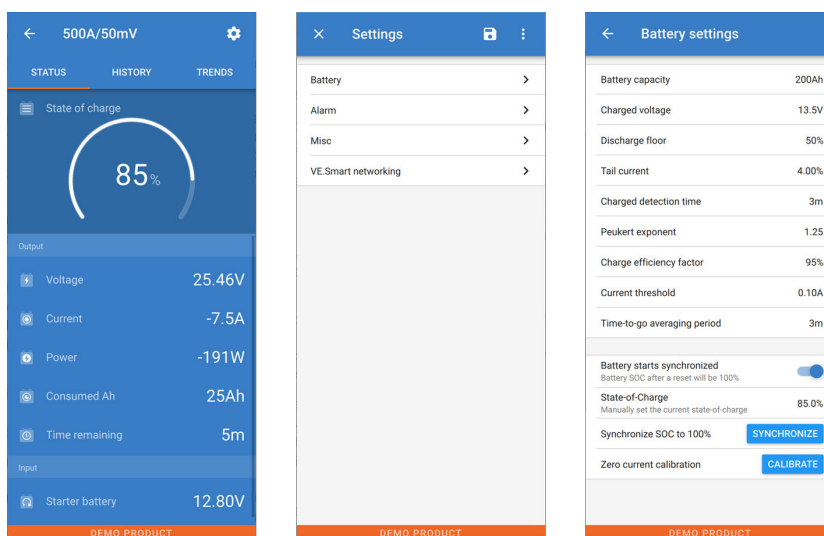 500A/50mV
STATUS HISTORY TRENDS
State of charge
85%
Output
Voltage 25.46V
Current -7.5A
Power -191W
Consumed Ah 25Ah
Time remaining 5m
Input
Starter battery 12.80V
DEMO PRODUCT
Settings
Battery
Alarm
Misc
VE.Smart networking
DEMO PRODUCT
Battery settings
Battery capacity 200Ah
Charged voltage 13.5V
Discharge floor 50%
Tail current 4.00%
Charged detection time 3m
Peukert exponent 1.25
Charge efficiency factor 95%
Current threshold 0.10A
Time-to-go averaging period 3m
Battery starts synchronized
Battery SOC after a reset will be 100%
State-of-Charge 85.0%
Manually set the current state-of-charge
Synchronize SOC to 100% SYNCHRONIZE
Zero current calibration CALIBRATE
DEMO PRODUCT